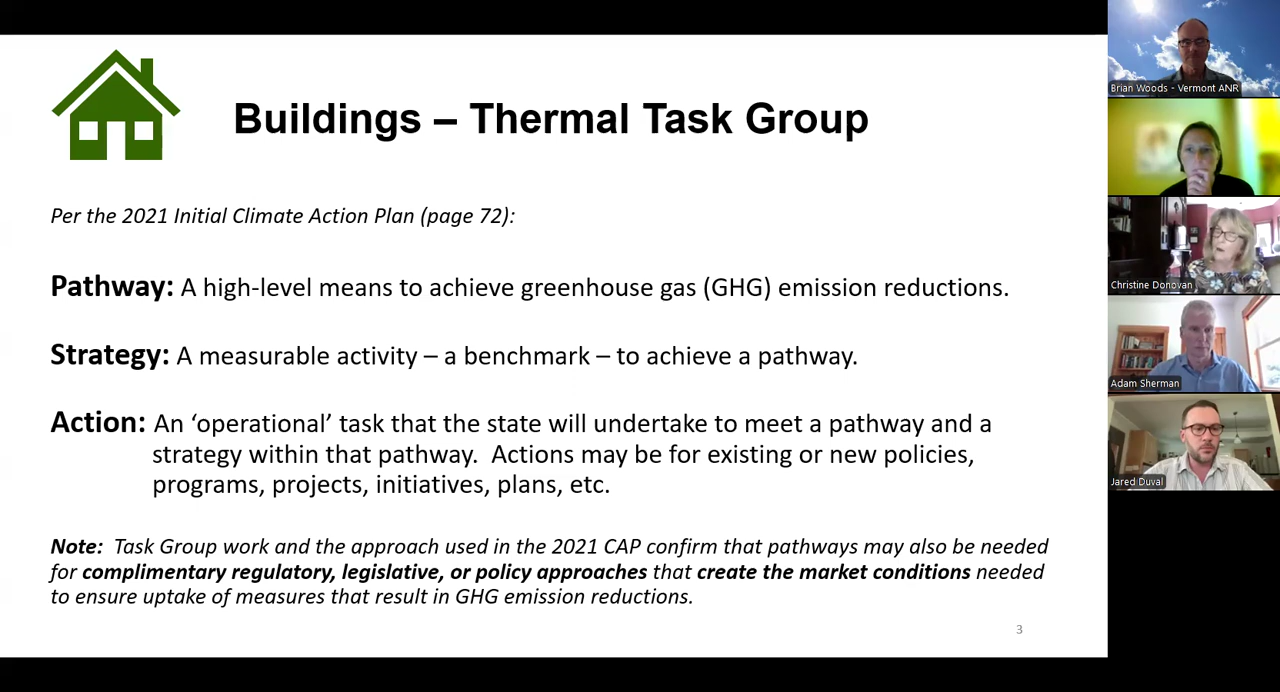 Buildings – Thermal Task Group
Per the 2021 Initial Climate Action Plan (page 72):
Pathway: A high-level means to achieve greenhouse gas (GHG) emission reductions.
Strategy: A measurable activity – a benchmark – to achieve a pathway.
Action: An ‘operational’ task that the state will undertake to meet a pathway and a
strategy within that pathway.  Actions may be for existing or new policies,
programs, projects, initiatives, plans, etc.
Note:  Task Group work and the approach used in the 2021 CAP confirm that pathways may also be needed
for complimentary regulatory, legislative, or policy approaches that create the market conditions needed
to ensure uptake of measures that result in GHG emission reductions.
3
Brian Woods - Vermont ANR
Christine Donovan
Adam Sherman
Jared Duval